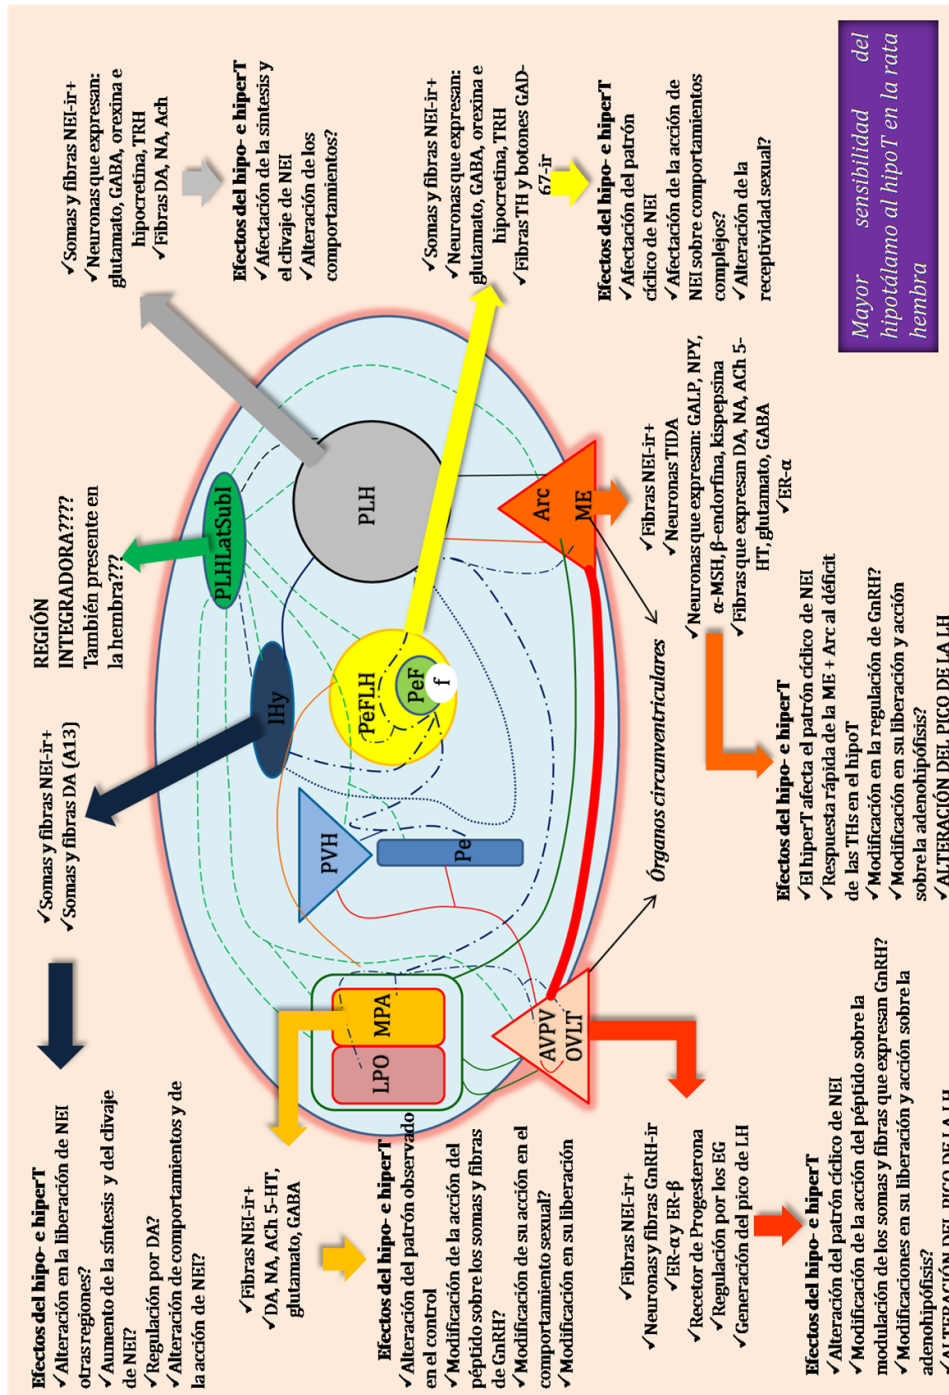 Efectos del hipo- e hiperT
✓Alteración en la liberación de NEI
otras regiones?
✓Aumento de la síntesis y del clivaje
de NEI?
✓Regulación por DA?
✓Alteración de comportamientos y de
la acción de NEI?
✓Somas y fibras NEI-ir+
✓Somas y fibras DA (A13)
REGIÓN
INTEGRADORA????
También presente en
la hembra???
✓Somas y fibras NEI-ir+
✓Neuronas que expresan:
glutamato, GABA, orexina e
hipocretina, TRH
✓Fibras DA, NA, Ach
Efectos del hipo- e hiperT
✓Afectación de la síntesis y
el clivaje de NEI
✓Alteración de los
comportimientos?
✓Fibras NEI-ir+
✓DA, NA, ACh 5-HT,
glutamato, GABA
Efectos del hipo- e hiperT
✓Alteración del patrón observado
en el control
✓Modificación de la acción del
péptido sobre los somas y fibras
de GnRH?
✓Modificación de su acción en el
comportamiento sexual?
✓Modificación en su liberación
LPO
MPA
AVPV
OVLT
PVH
Pe
IHy
PeFLH
PeF
f
PLHLatSubI
PLH
Arc
ME
✓Somas y fibras NEI-ir+
✓Neuronas que expresan:
glutamato, GABA, orexina e
hipocretina, TRH
✓Fibras TH y botones GAD-
67-ir
Efectos del hipo- e hiperT
✓Afectación del patrón
cíclico de NEI
✓Afectación de la acción de
NEI sobre comportamientos
complejos?
✓Alteración de la
receptividad sexual?
✓Fibras NEI-ir+
✓Neuronas y fibras GnRH-ir
✓ER-α y ER-β
✓Recetor de Progesterona
✓Regulación por los EG
✓Generación del pico de LH
Efectos del hipo- e hiperT
✓Alteración del patrón cíclico de NEI
✓Modificación de la acción del péptido sobre la
modulación de los somas y fibras que expresan GnRH?
✓Modificaciones en su liberación y acción sobre la
adenohipófisis?
✓ALTERACIÓN DEL PICO DE LA LH
Órganos circunventriculares
✓Fibras NEI-ir+
✓Neuronas TIDA
✓Neuronas que expresan: GALP, NPY,
α-MSH, β-endorfina, kispepsina
✓Fibras que expresan DA, NA, ACh 5-
HT, glutamato, GABA
✓ER-α
Efectos del hipo- e hiperT
✓El hiperT afecta el patrón cíclico de NEI
✓Respuesta rápida de la ME + Arc al déficit
de las THs en el hipoT
✓Modificación en la regulación de GnRH?
✓Modificación en su liberación y acción
sobre la adenohipófisis?
✓ALTERACIÓN DEL PICO DE LA LH
Mayor sensibilidad del
hipotálamo al hipoT en la rata
hembra